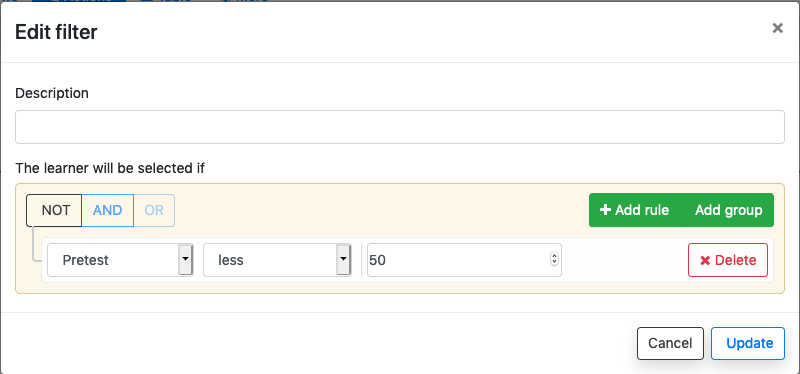 Edit filter ×
Description
The learner will be selected if
NOT AND OR + Add rule Add group
Pretest less 50 × Delete
Cancel Update